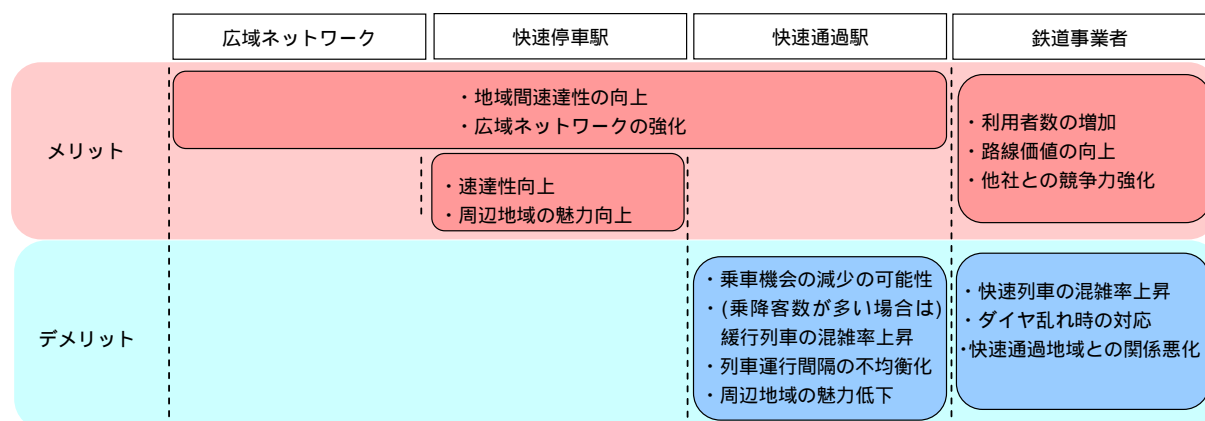 広域ネットワーク
快速停車駅
快速通過駅
鉄道事業者
メリット
・地域間速達性の向上
・広域ネットワークの強化
・速達性向上
・周辺地域の魅力向上
・利用者数の増加
・路線価値の向上
・他社との競争力強化
デメリット
・乗車機会の減少の可能性
・(乗降客数が多い場合は)
緩行列車の混雑率上昇
・列車運行間隔の不均衡化
・周辺地域の魅力低下
・快速列車の混雑率上昇
・ダイヤ乱れ時の対応
・快速通過地域との関係悪化